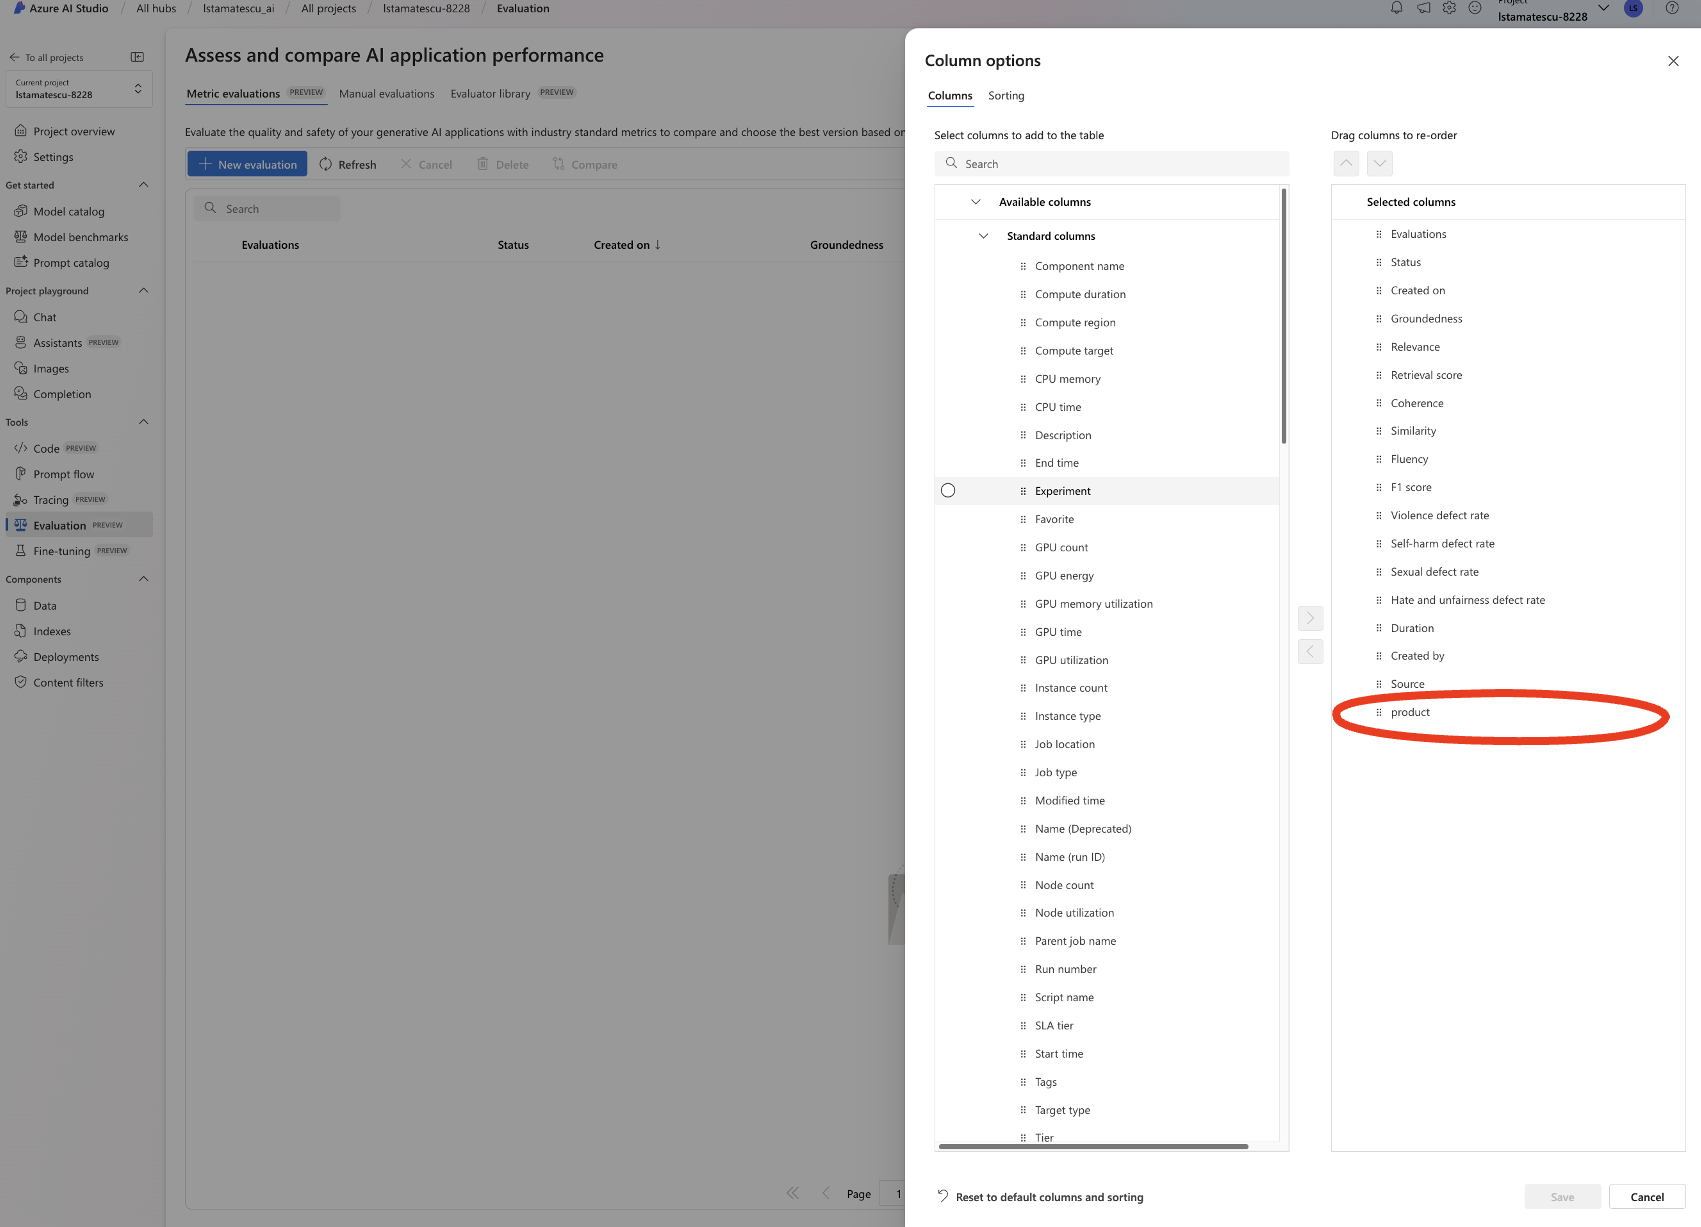 Azure AI Studio / All hubs / lstamatescu_ai / All projects / lstamatescu-8228 / Evaluation
Project
lstamatescu-8228
LS
To all projects
Current project
lstamatescu-8228
Project overview
Settings
Get started
Model catalog
Model benchmarks
Prompt catalog
Project playground
Chat
Assistants PREVIEW
Images
Completion
Tools
Code PREVIEW
Prompt flow
Tracing PREVIEW
Evaluation PREVIEW
Fine-tuning PREVIEW
Components
Data
Indexes
Deployments
Content filters
Assess and compare AI application performance
Metric evaluations PREVIEW Manual evaluations Evaluator library PREVIEW
Evaluate the quality and safety of your generative AI applications with industry standard metrics to compare and choose the best version based on
New evaluation Refresh Cancel Delete Compare
Search
Evaluations Status Created on ↓ Groundedness
Page 1
Column options
Columns Sorting
Select columns to add to the table
Search
Available columns
Standard columns
Component name
Compute duration
Compute region
Compute target
CPU memory
CPU time
Description
End time
Experiment
Favorite
GPU count
GPU energy
GPU memory utilization
GPU time
GPU utilization
Instance count
Instance type
Job location
Job type
Modified time
Name (Deprecated)
Name (run ID)
Node count
Node utilization
Parent job name
Run number
Script name
SLA tier
Start time
Tags
Target type
Tier
Drag columns to re-order
Selected columns
Evaluations
Status
Created on
Groundedness
Relevance
Retrieval score
Coherence
Similarity
Fluency
F1 score
Violence defect rate
Self-harm defect rate
Sexual defect rate
Hate and unfairness defect rate
Duration
Created by
Source
product
Reset to default columns and sorting
Save Cancel